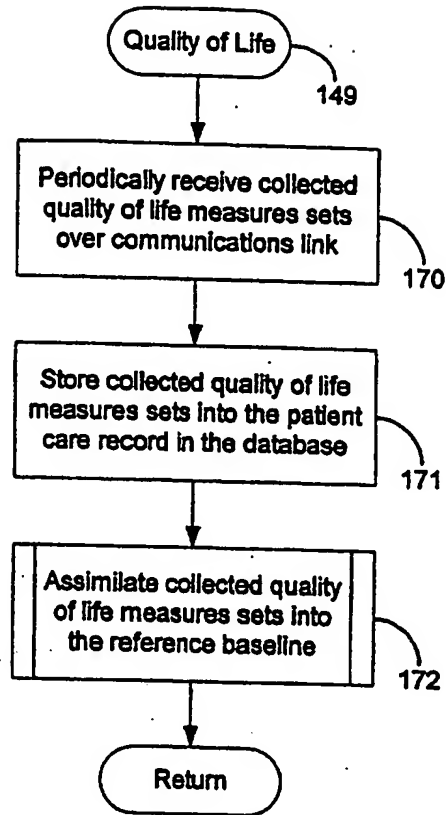 Quality of Life
149
Periodically receive collected
quality of life measures sets
over communications link
170
Store collected quality of life
measures sets into the patient
care record in the database
171
Assimilate collected quality
of life measures sets into
the reference baseline
172
Return